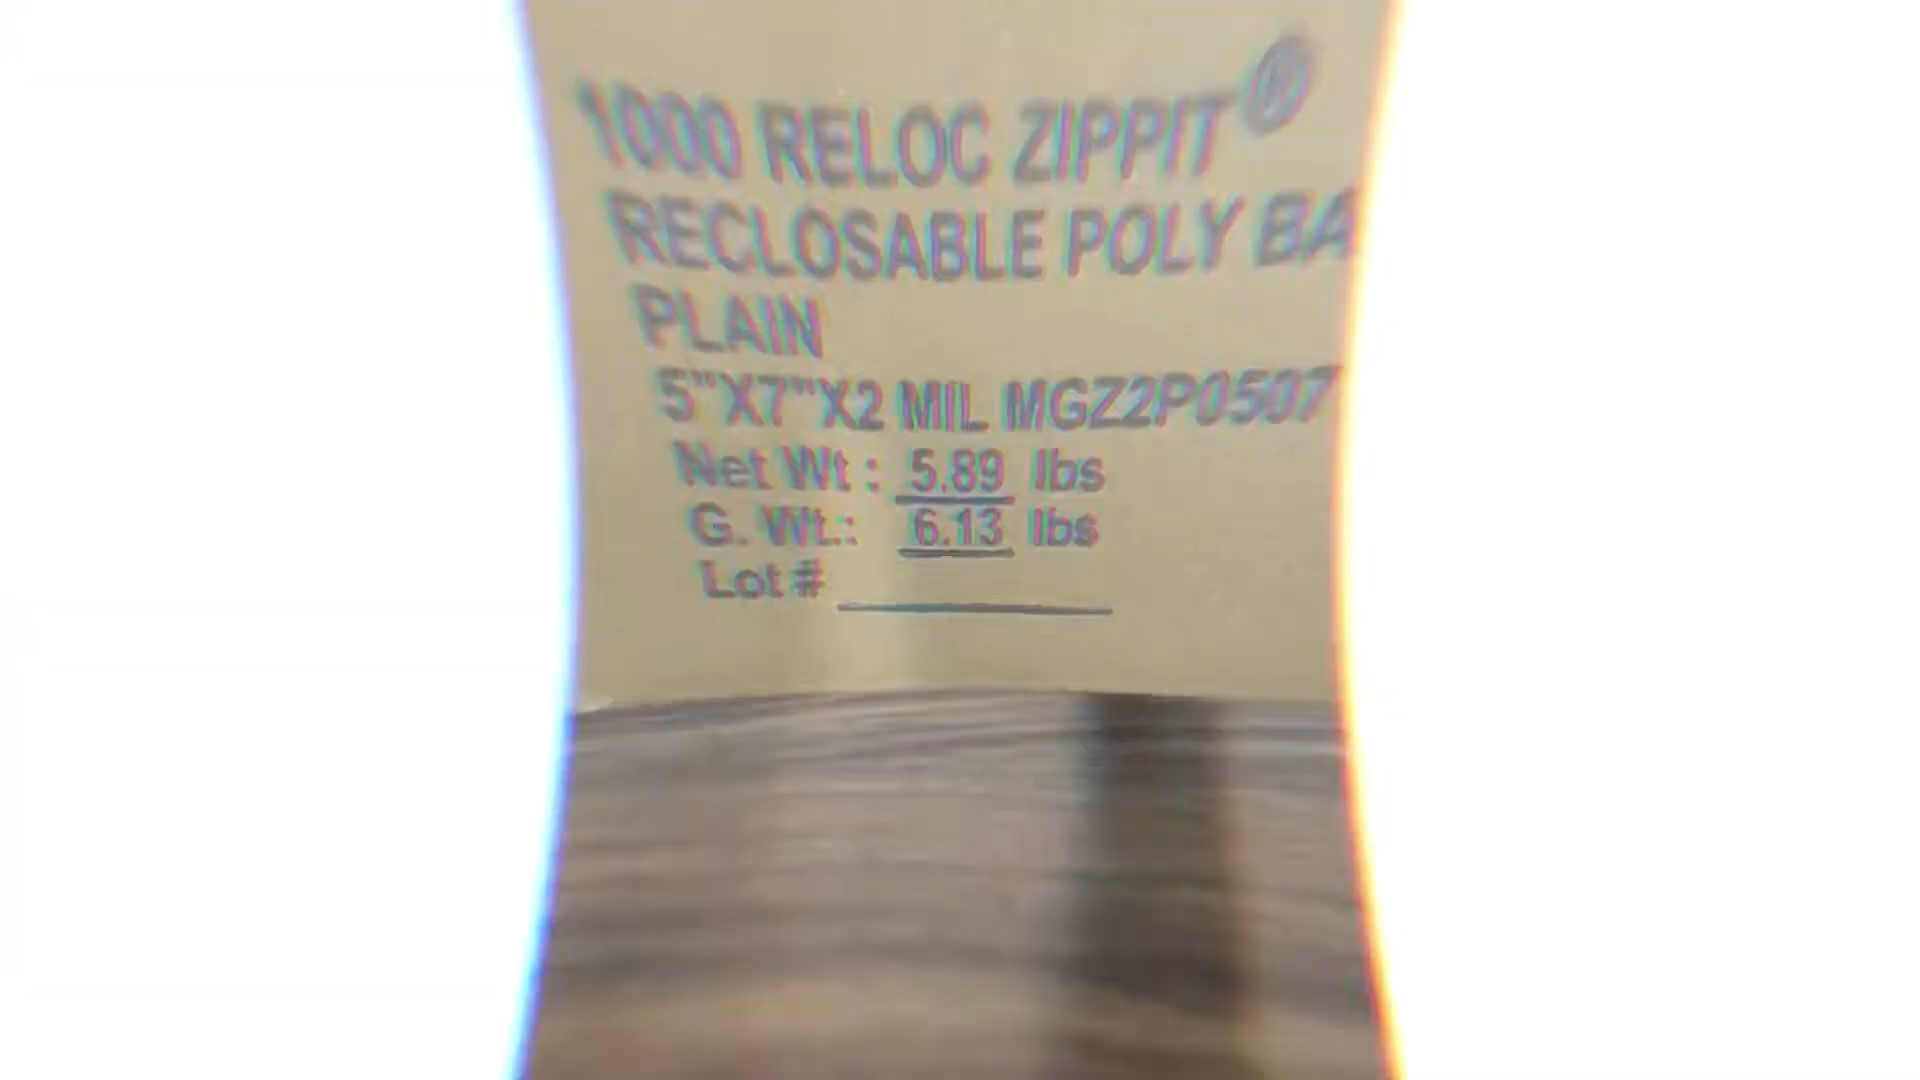 1000 RELOC ZIPPIT®
RECLOSABLE POLY BA
PLAIN
5"X7"X2 MIL MGZ2P0507
Net Wt : 5.89 lbs
G. Wt.: 6.13 lbs
Lot #